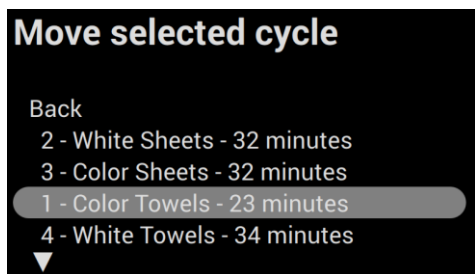 Move selected cycle
Back
2 - White Sheets - 32 minutes
3 - Color Sheets - 32 minutes
1 - Color Towels - 23 minutes
4 - White Towels - 34 minutes